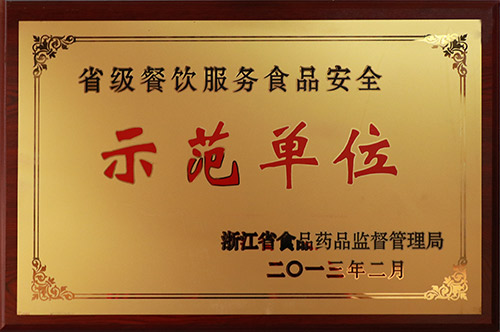 省级餐饮服务食品安全
示范单位
浙江省食品药品监督管理局
二〇一三年二月